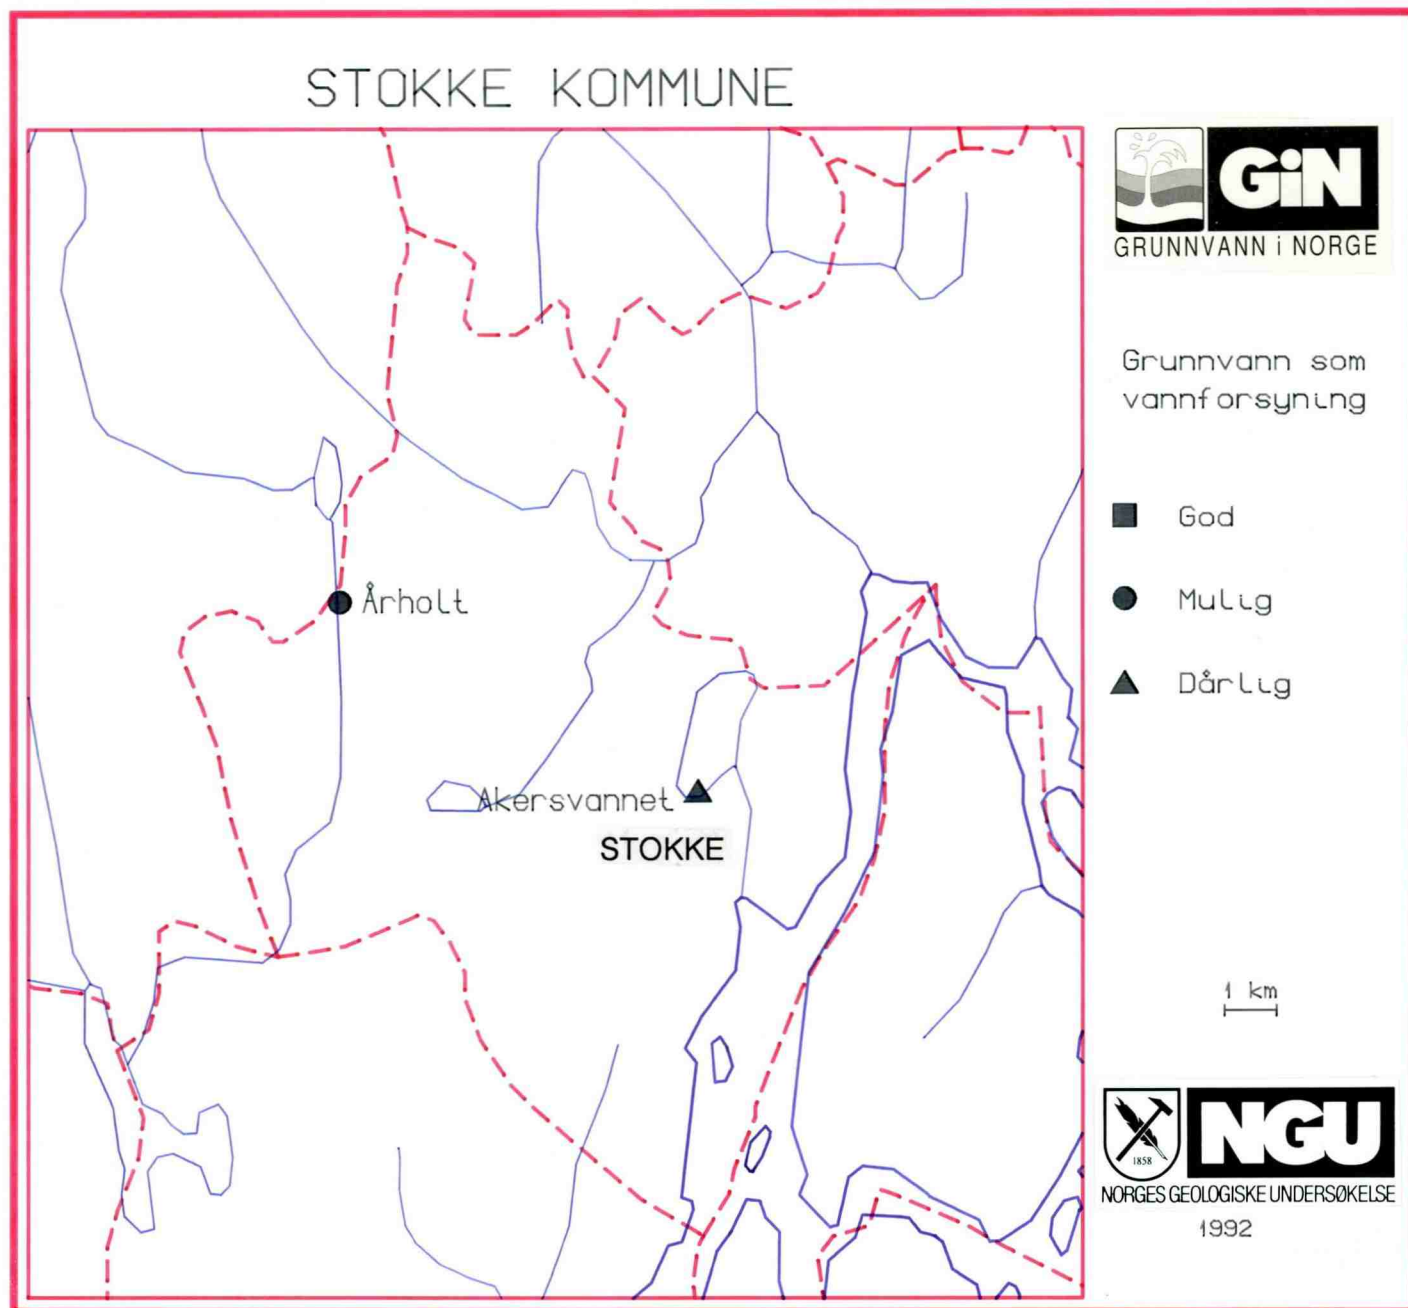 STOKKE KOMMUNE
GiN
GRUNNVANN i NORGE
Grunnvann som
vannforsyning
God
Mulig
Dårlig
Årholt
Akersvannet
STOKKE
1 km
1858
NGU
NORGES GEOLOGISKE UNDERSØKELSE
1992